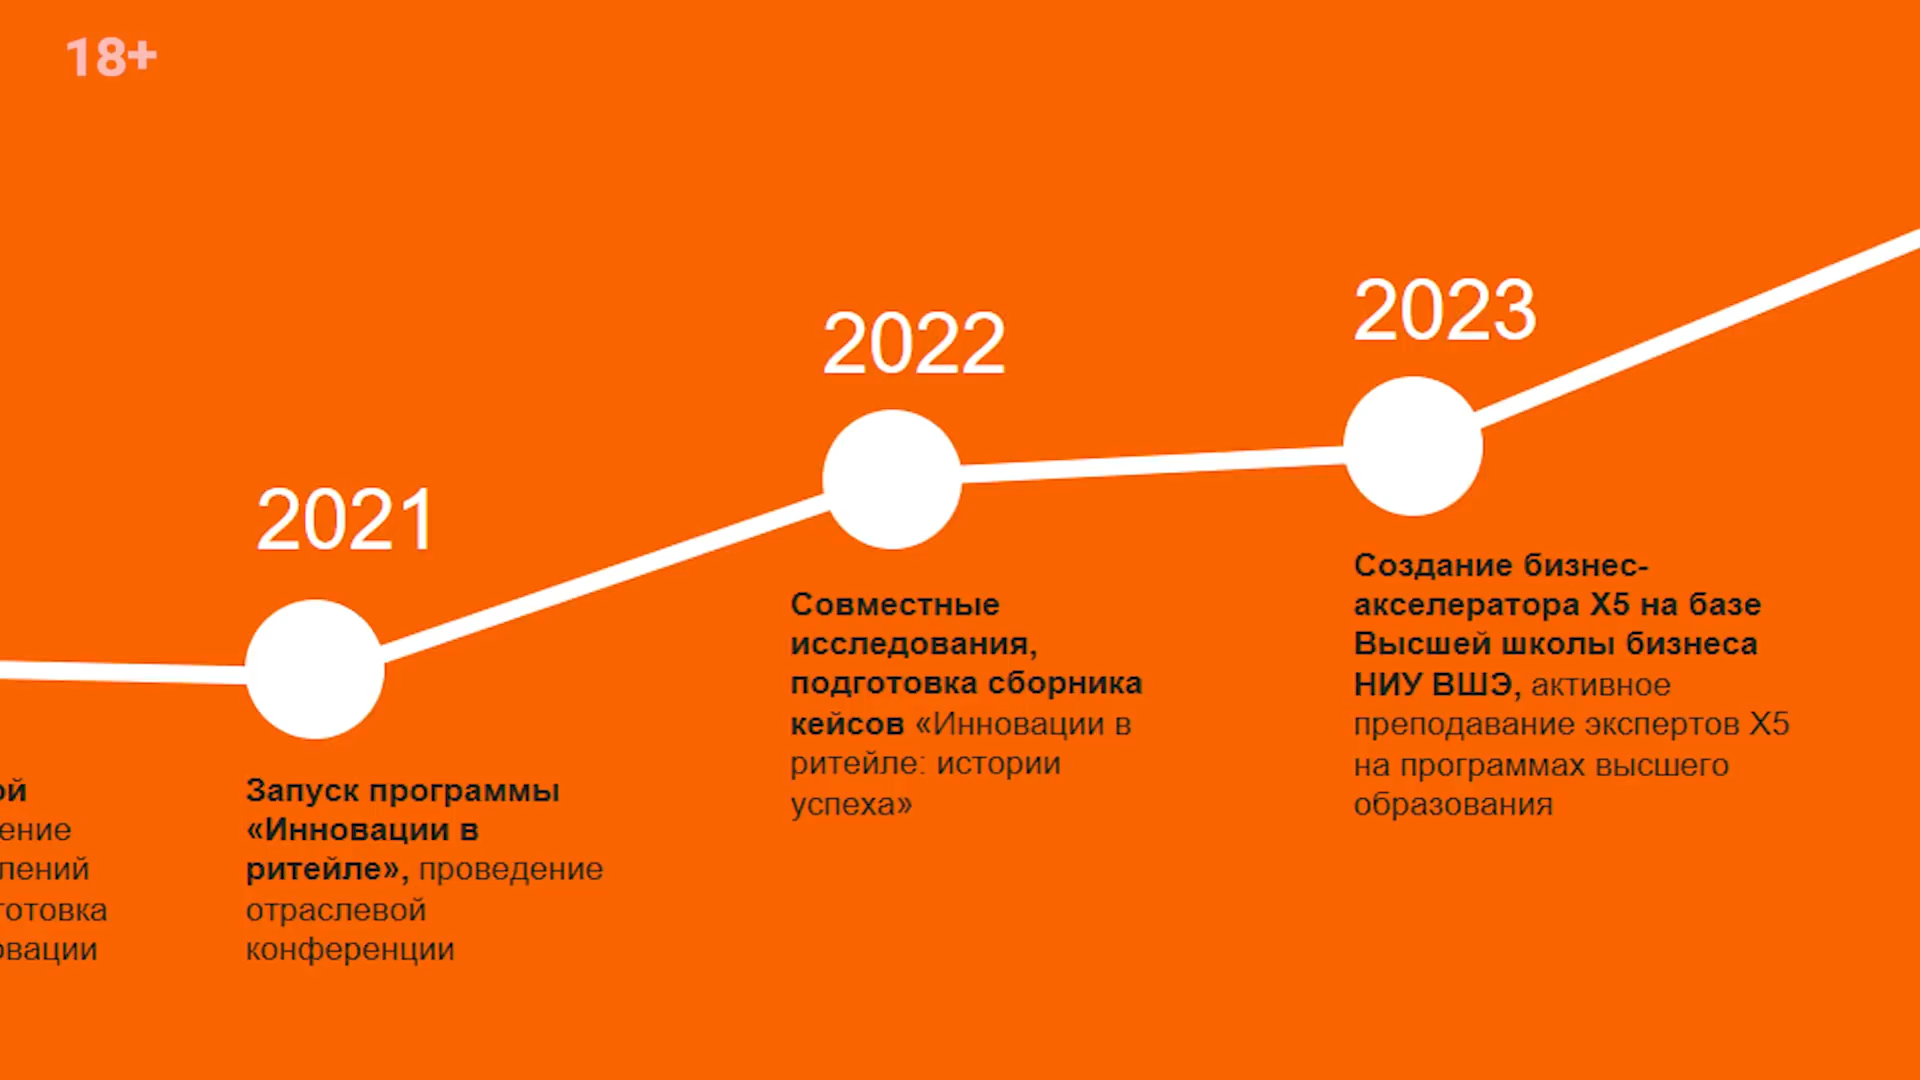 18+
2021
2022
2023
Запуск программы
«Инновации в
ритейле», проведение
отраслевой
конференции
Совместные
исследования,
подготовка сборника
кейсов «Инновации в
ритейле: истории
успеха»
Создание бизнес-
акселератора X5 на базе
Высшей школы бизнеса
НИУ ВШЭ, активное
преподавание экспертов X5
на программах высшего
образования